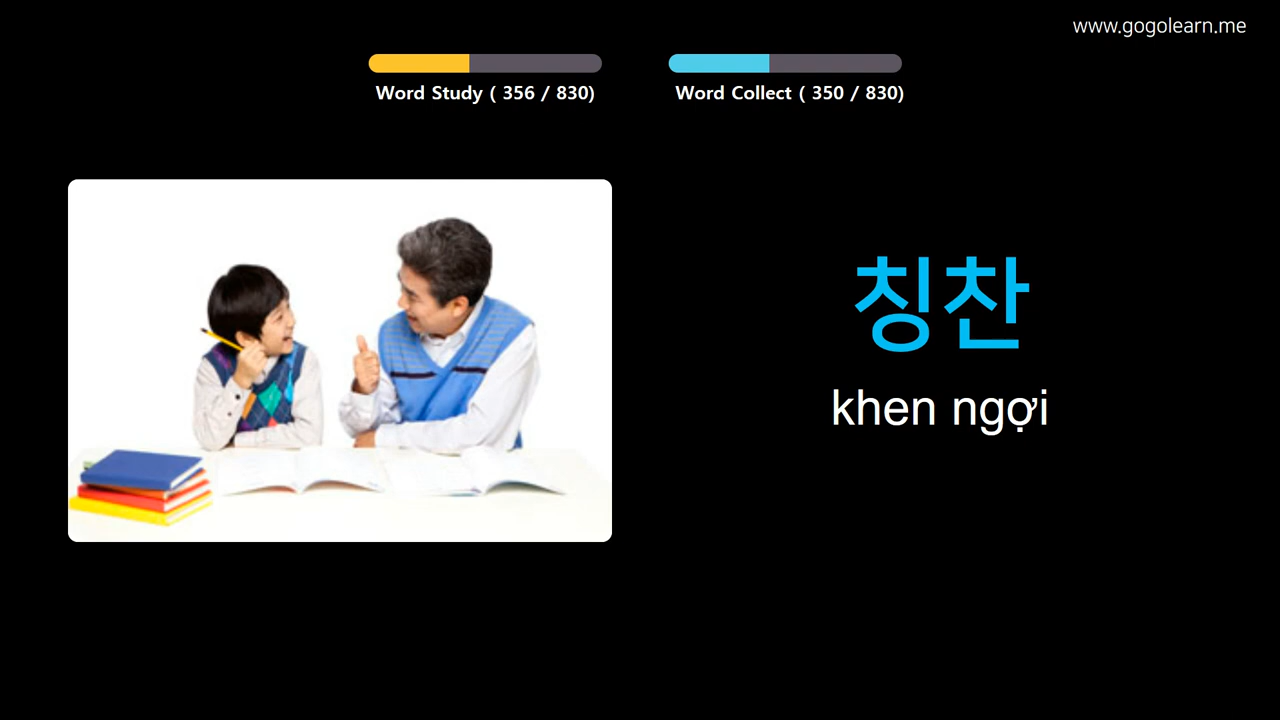 www.gogolearn.me
Word Study ( 356 / 830)
Word Collect ( 350 / 830)
칭찬
khen ngợi